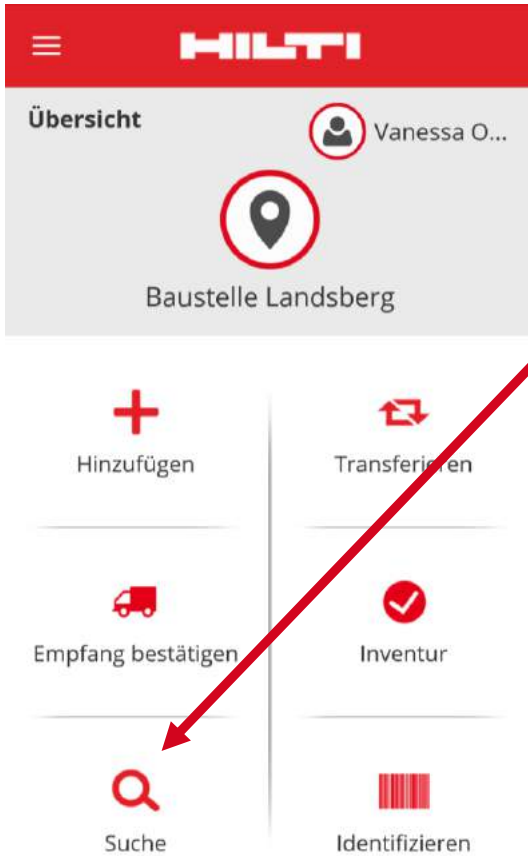 HILTI
Übersicht
Vanessa O...
Baustelle Landsberg
Hinzufügen
Transferieren
Empfang bestätigen
Inventur
Suche
Identifizieren